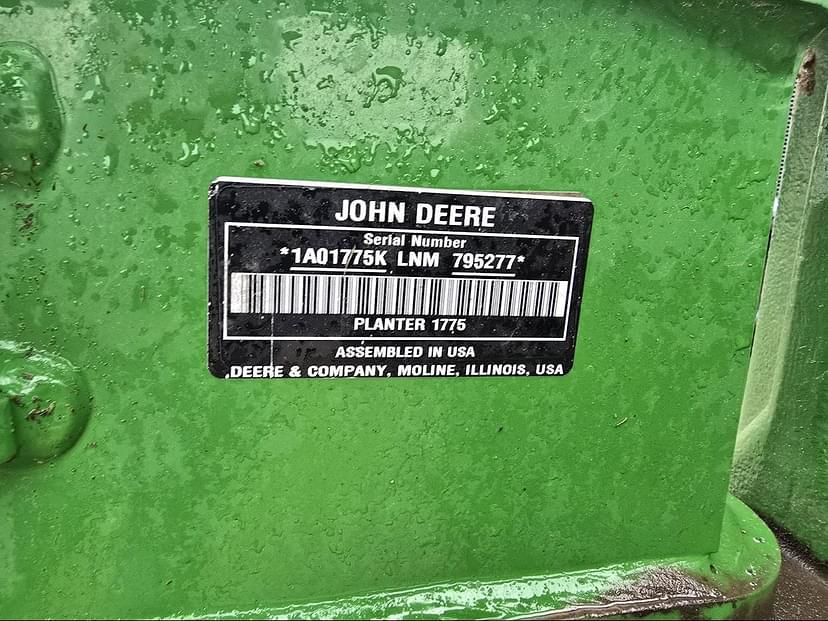 JOHN DEERE
Serial Number
*1A01775K LNM 795277*
PLANTER 1775
ASSEMBLED IN USA
DEERE & COMPANY, MOLINE, ILLINOIS, USA